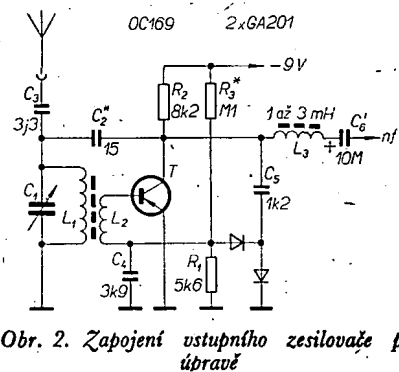 OC169 2xGA201
-9V
C3
3j3
C2*
15
R2
8k2
R3*
M1
1 až 3 mH
L3
C6'
+
10M
nf
T
C5
1k2
C1
L1
L2
C4
3k9
R1
5k6
Obr. 2. Zapojení vstupního zesilovače p
úpravě